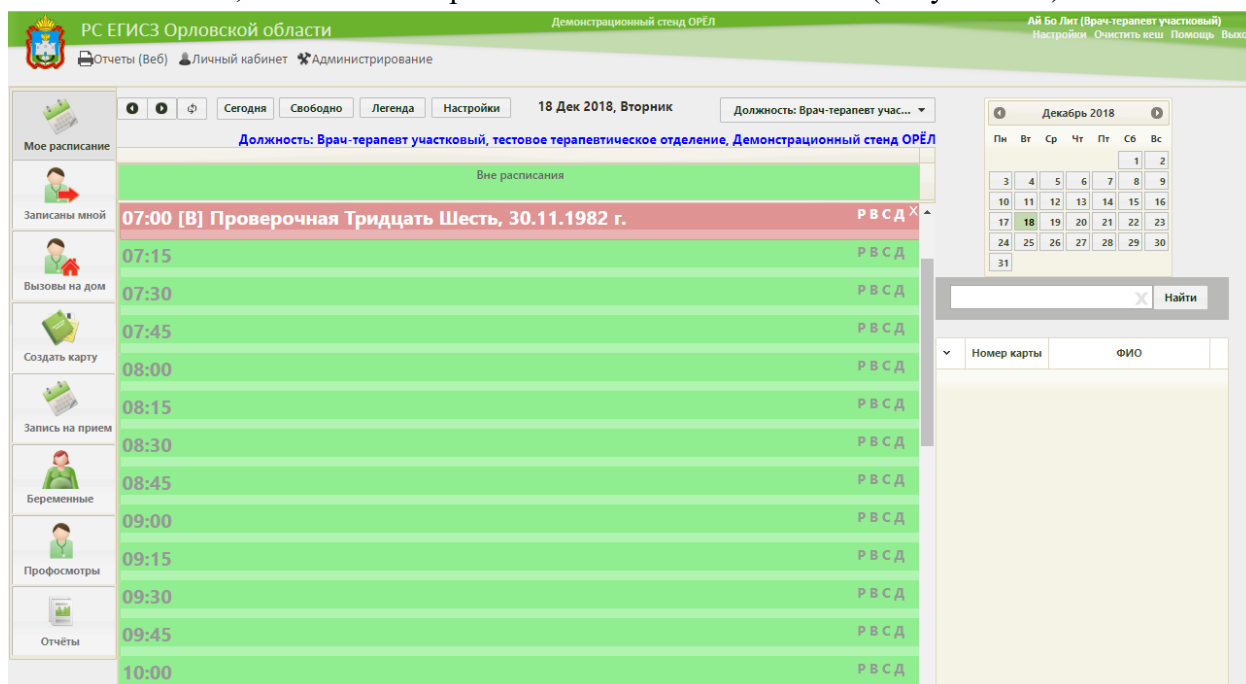 Демонстрационный стенд ОРЁЛ
Ай Бо Лит (Врач-терапевт участковый)
РС ЕГИСЗ Орловской области
Настройки Очистить кеш Помощь Выхо
Отчеты (Веб) Личный кабинет Администрирование
Сегодня Свободно Легенда Настройки 18 Дек 2018, Вторник Должность: Врач-терапевт учас...
Должность: Врач-терапевт участковый, тестовое терапевтическое отделение, Демонстрационный стенд ОРЁЛ
Мое расписание
Записаны мной
Вызовы на дом
Создать карту
Запись на прием
Беременные
Профосмотры
Отчёты
Вне расписания
07:00 [В] Проверочная Тридцать Шесть, 30.11.1982 г. Р В С Д X
07:15 Р В С Д
07:30 Р В С Д
07:45 Р В С Д
08:00 Р В С Д
08:15 Р В С Д
08:30 Р В С Д
08:45 Р В С Д
09:00 Р В С Д
09:15 Р В С Д
09:30 Р В С Д
09:45 Р В С Д
10:00 Р В С Д
Декабрь 2018
Пн Вт Ср Чт Пт Сб Вс
1 2
3 4 5 6 7 8 9
10 11 12 13 14 15 16
17 18 19 20 21 22 23
24 25 26 27 28 29 30
31
X Найти
Номер карты ФИО